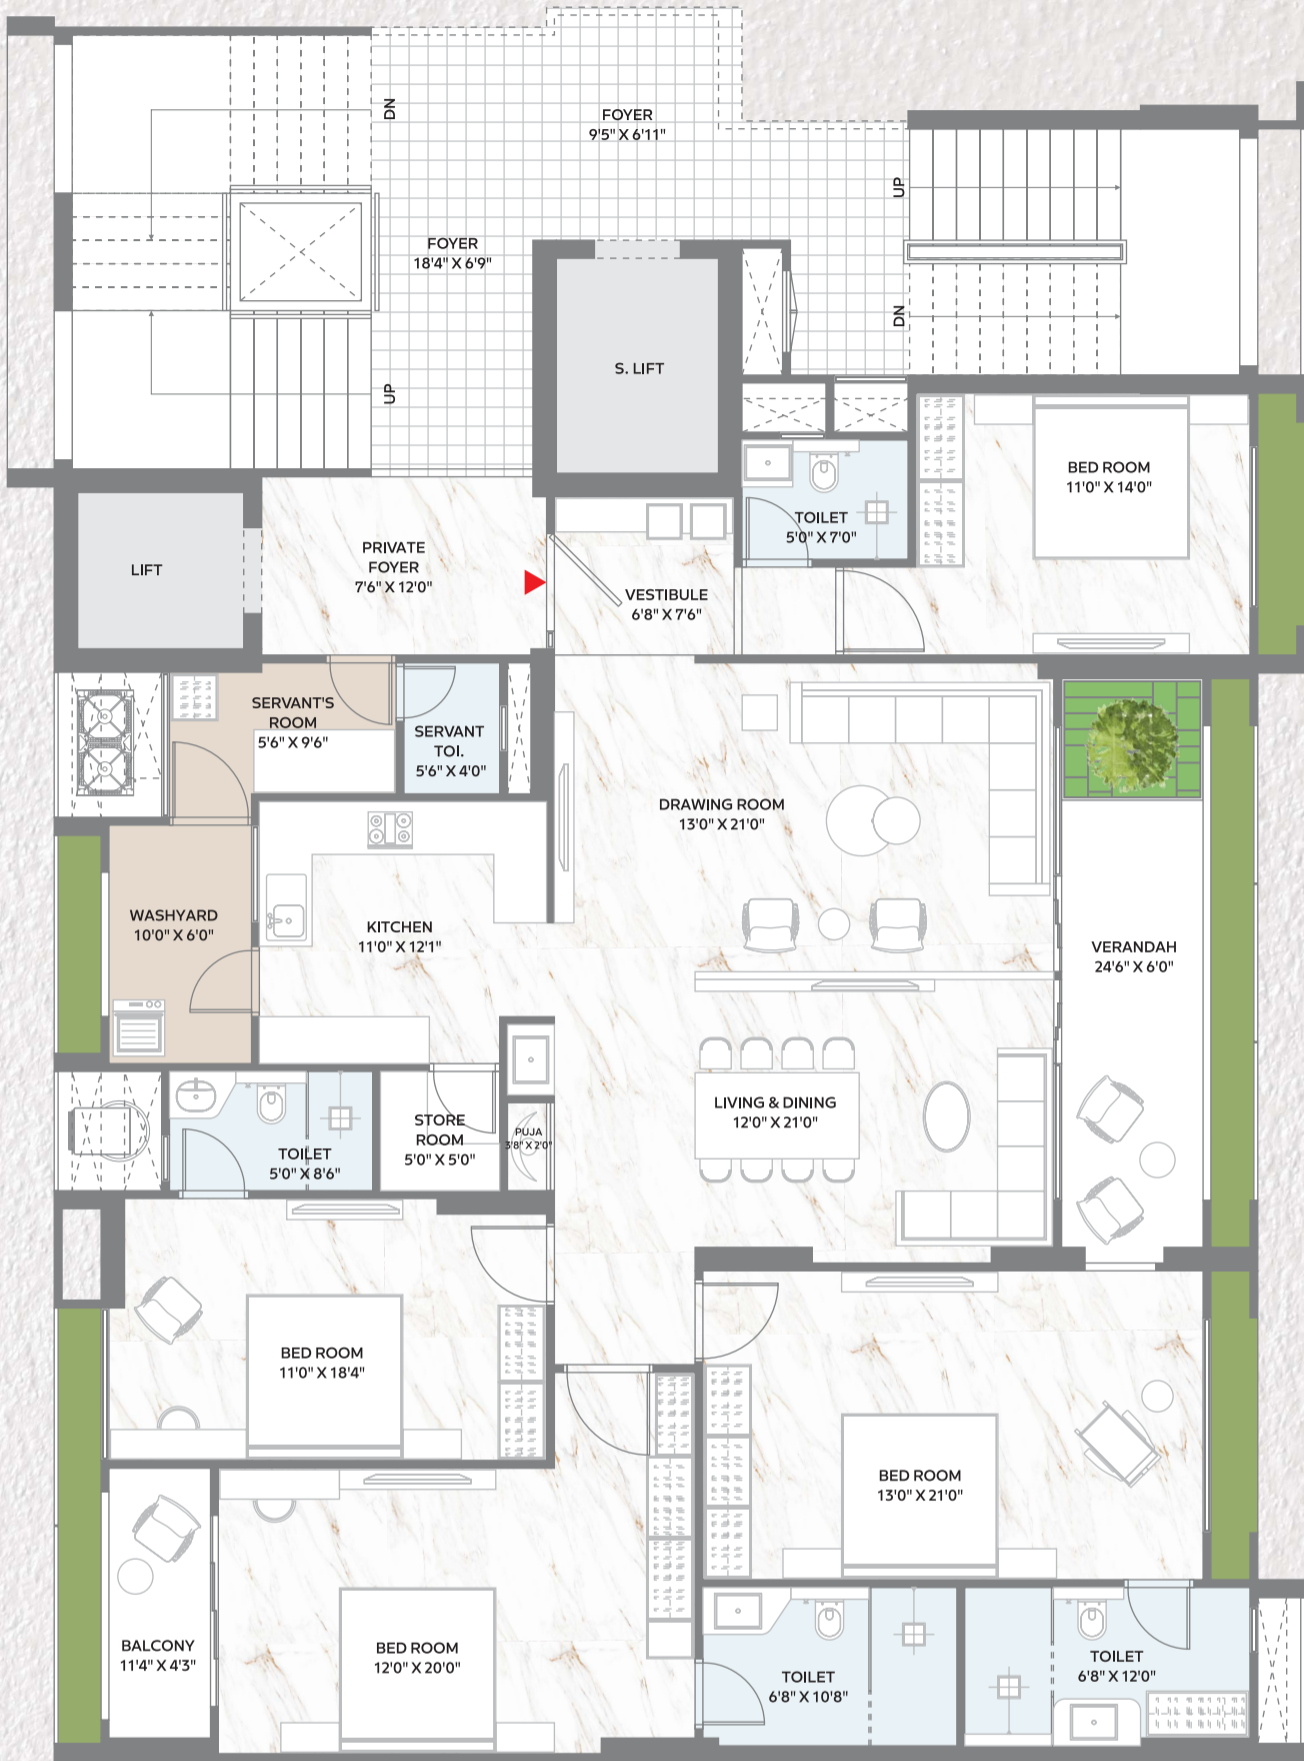 FOYER
9'5" X 6'11"
DN
UP
FOYER
18'4" X 6'9"
DN
UP
S. LIFT
BED ROOM
11'0" X 14'0"
TOILET
5'0" X 7'0"
LIFT
PRIVATE
FOYER
7'6" X 12'0"
VESTIBULE
6'8" X 7'6"
SERVANT'S
ROOM
5'6" X 9'6"
SERVANT
TOI.
5'6" X 4'0"
DRAWING ROOM
13'0" X 21'0"
WASHYARD
10'0" X 6'0"
KITCHEN
11'0" X 12'1"
VERANDAH
24'6" X 6'0"
LIVING & DINING
12'0" X 21'0"
STORE
ROOM
5'0" X 5'0"
PUJA
3'8" X 2'0"
TOILET
5'0" X 8'6"
BED ROOM
11'0" X 18'4"
BED ROOM
13'0" X 21'0"
BALCONY
11'4" X 4'3"
BED ROOM
12'0" X 20'0"
TOILET
6'8" X 10'8"
TOILET
6'8" X 12'0"